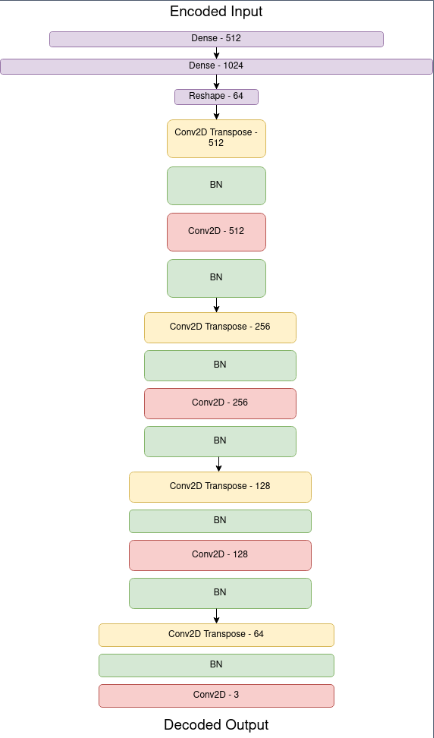 Encoded Input
Dense - 512
Dense - 1024
Reshape - 64
Conv2D Transpose -
512
BN
Conv2D - 512
BN
Conv2D Transpose - 256
BN
Conv2D - 256
BN
Conv2D Transpose - 128
BN
Conv2D - 128
BN
Conv2D Transpose - 64
BN
Conv2D - 3
Decoded Output